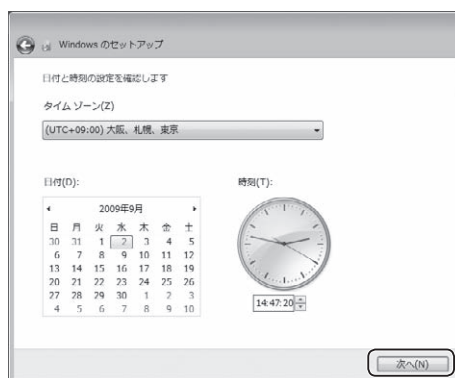 Windows のセットアップ
日付と時刻の設定を確認します
タイム ゾーン(Z)
(UTC+09:00) 大阪、札幌、東京
日付(D):
2009年9月
日 月 火 水 木 金 土
30 31 1 2 3 4 5
6 7 8 9 10 11 12
13 14 15 16 17 18 19
20 21 22 23 24 25 26
27 28 29 30 1 2 3
4 5 6 7 8 9 10
時刻(T):
14:47:20
次へ(N)